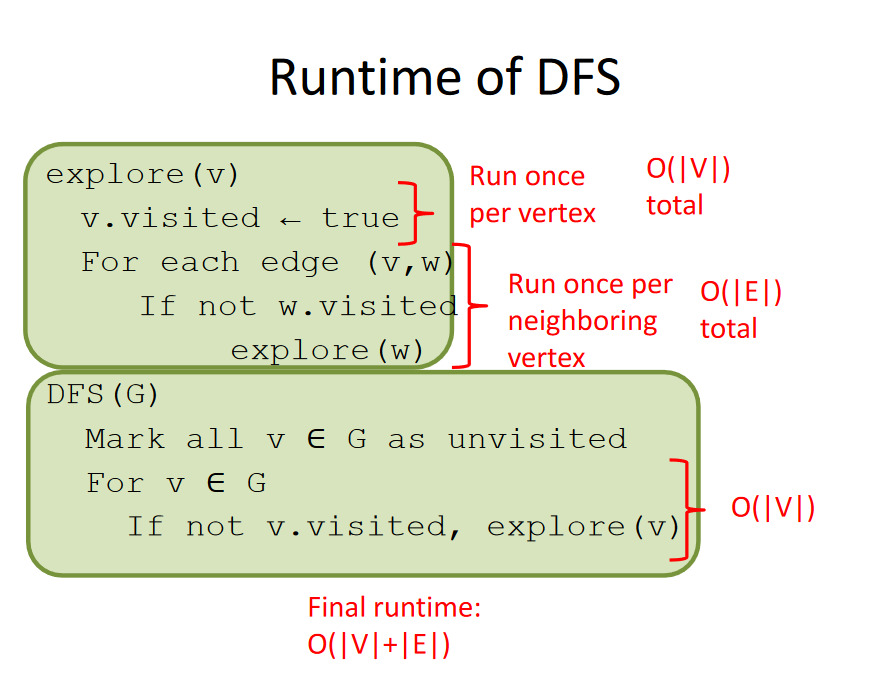 Runtime of DFS
explore(v)
v.visited ← true
For each edge (v,w)
If not w.visited
explore(w)
Run once
per vertex
O(|V|)
total
Run once per
neighboring
vertex
O(|E|)
total
DFS(G)
Mark all v ∈ G as unvisited
For v ∈ G
If not v.visited, explore(v)
O(|V|)
Final runtime:
O(|V|+|E|)